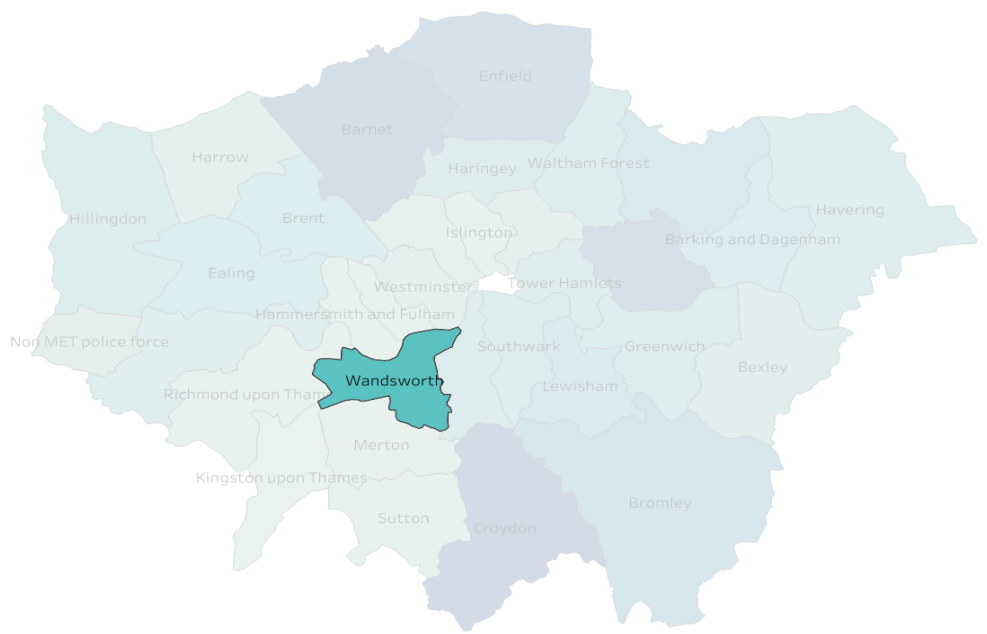 Enfield
Barnet
Harrow
Haringey
Waltham Forest
Hillingdon
Brent
Islington
Havering
Barking and Dagenham
Ealing
Westminster
Tower Hamlets
Hammersmith and Fulham
Non MET police force
Southwark
Greenwich
Bexley
Wandsworth
Lewisham
Richmond upon Tham
Merton
Kingston upon Thames
Bromley
Sutton
Croydon